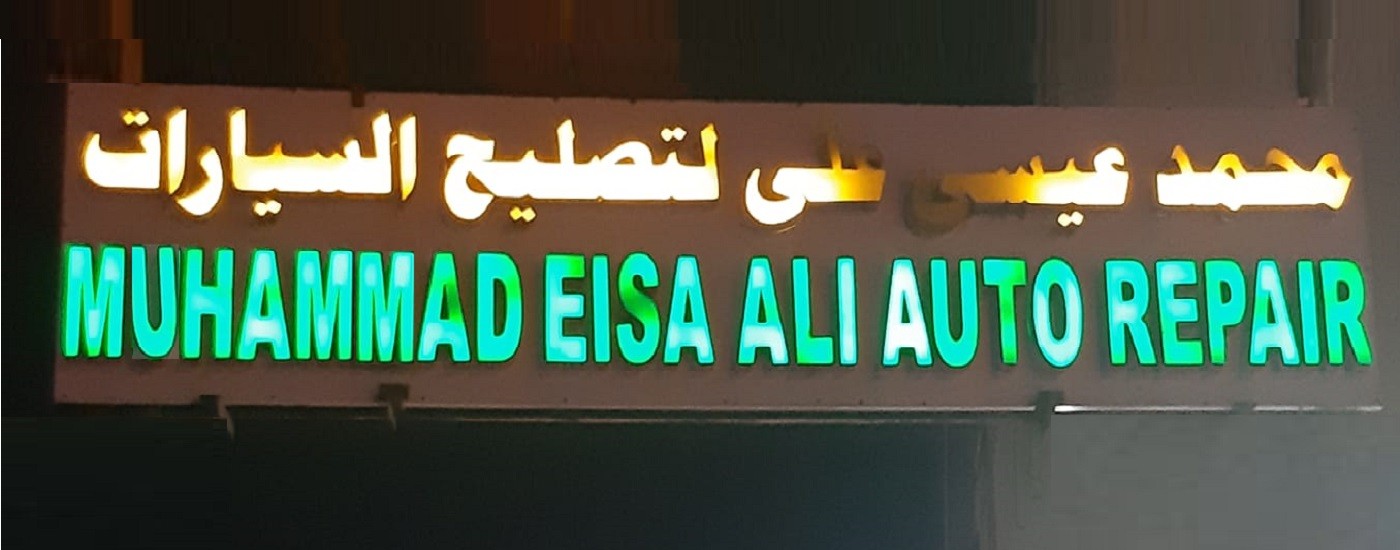 محمد عيسى على لتصليح السيارات
MUHAMMAD EISA ALI AUTO REPAIR